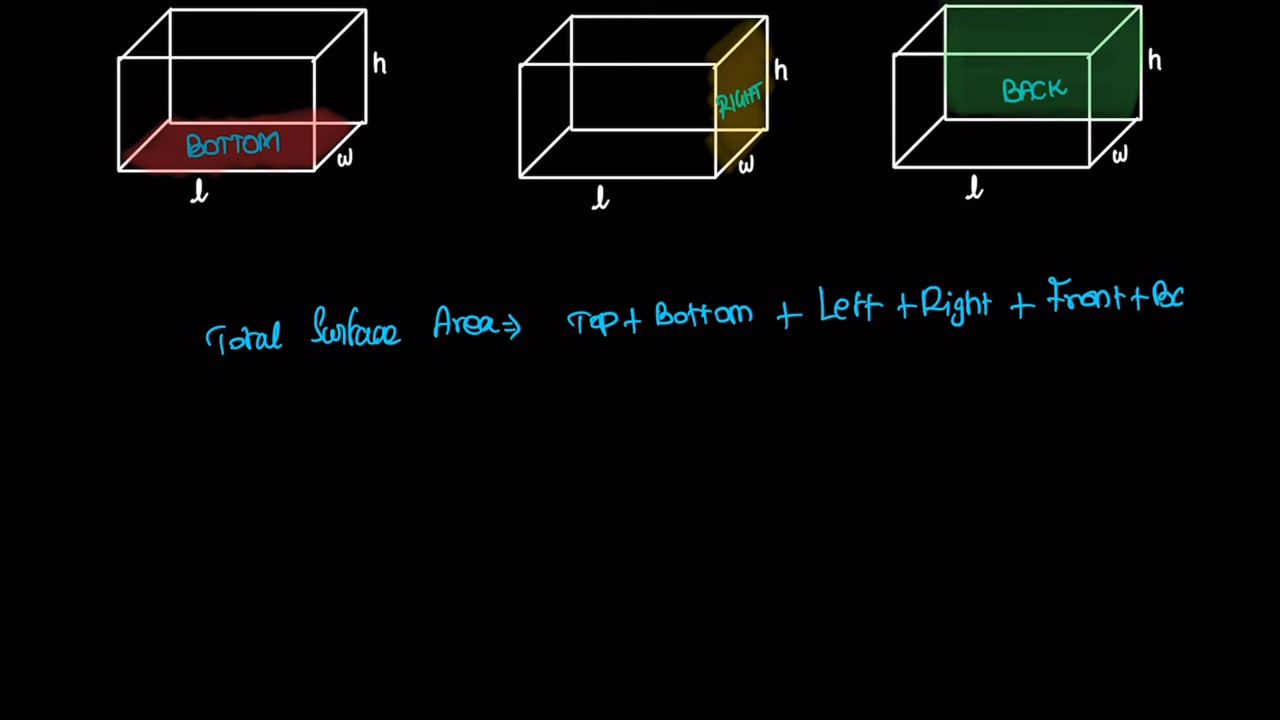 h
h
h
BACK
RIGHT
BOTTOM
w
w
w
l
l
l
Total Surface Area⇒ Top + Bottom + Left + Right + Front + Bc